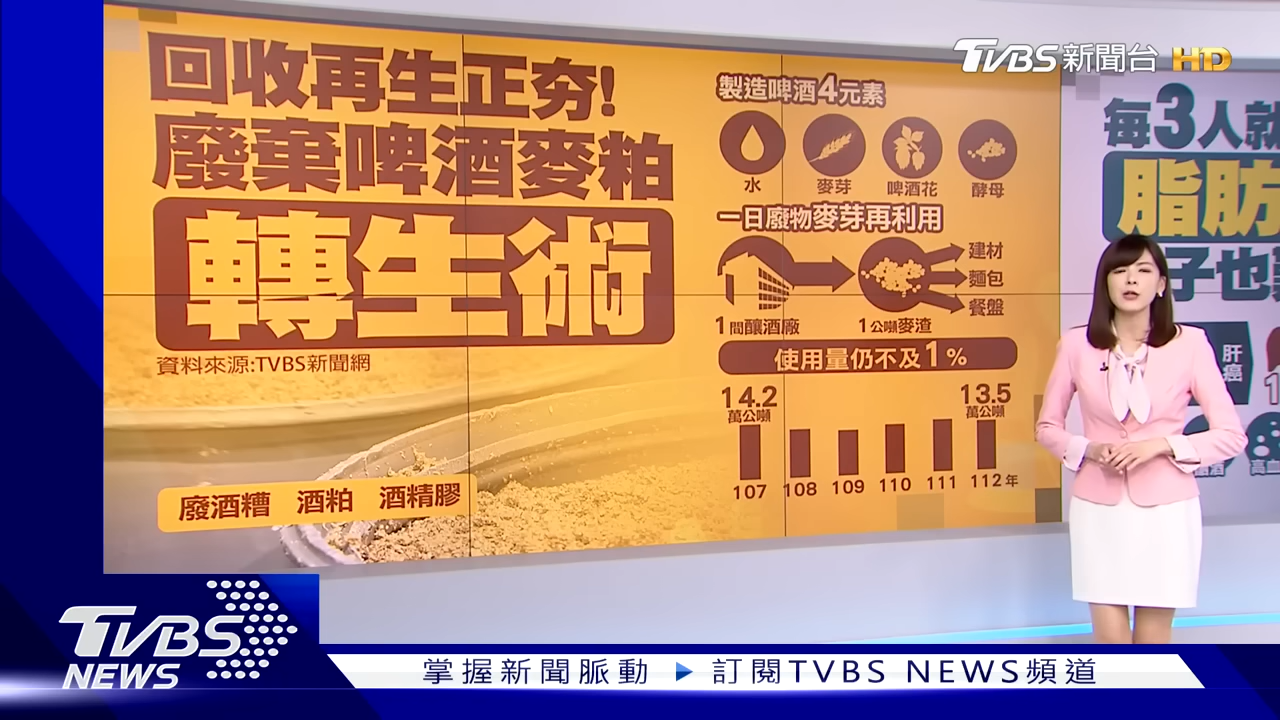 TVBS新聞台 HD
回收再生正夯!
廢棄啤酒麥粕
轉生術
資料來源:TVBS新聞網
廢酒糟 酒粕 酒精膠
製造啤酒4元素
水 麥芽 啤酒花 酵母
一日廢物麥芽再利用
建材
麵包
餐盤
1間釀酒廠 1公噸麥渣
使用量仍不及1%
14.2 13.5
萬公噸 萬公噸
107 108 109 110 111 112年
每3人就
脂肪
子也
肝癌
高血
TVBS
NEWS
掌握新聞脈動 ▶ 訂閱TVBS NEWS頻道